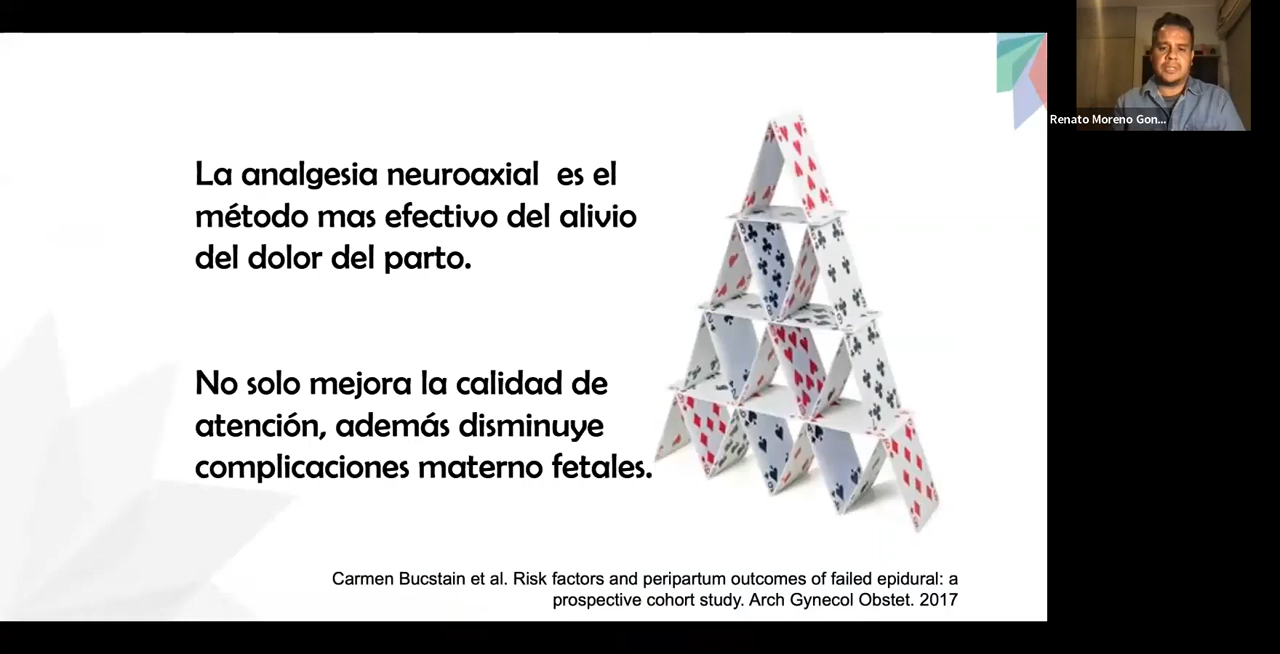 La analgesia neuroaxial  es el
método mas efectivo del alivio
del dolor del parto.
No solo mejora la calidad de
atención, además disminuye
complicaciones materno fetales.
Carmen Bucstain et al. Risk factors and peripartum outcomes of failed epidural: a
prospective cohort study. Arch Gynecol Obstet. 2017
Renato Moreno Gon...